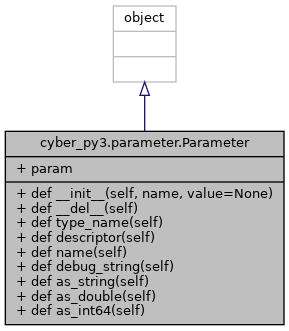 object
cyber_py3.parameter.Parameter
+ param
+ def __init__(self, name, value=None)
+ def __del__(self)
+ def type_name(self)
+ def descriptor(self)
+ def name(self)
+ def debug_string(self)
+ def as_string(self)
+ def as_double(self)
+ def as_int64(self)